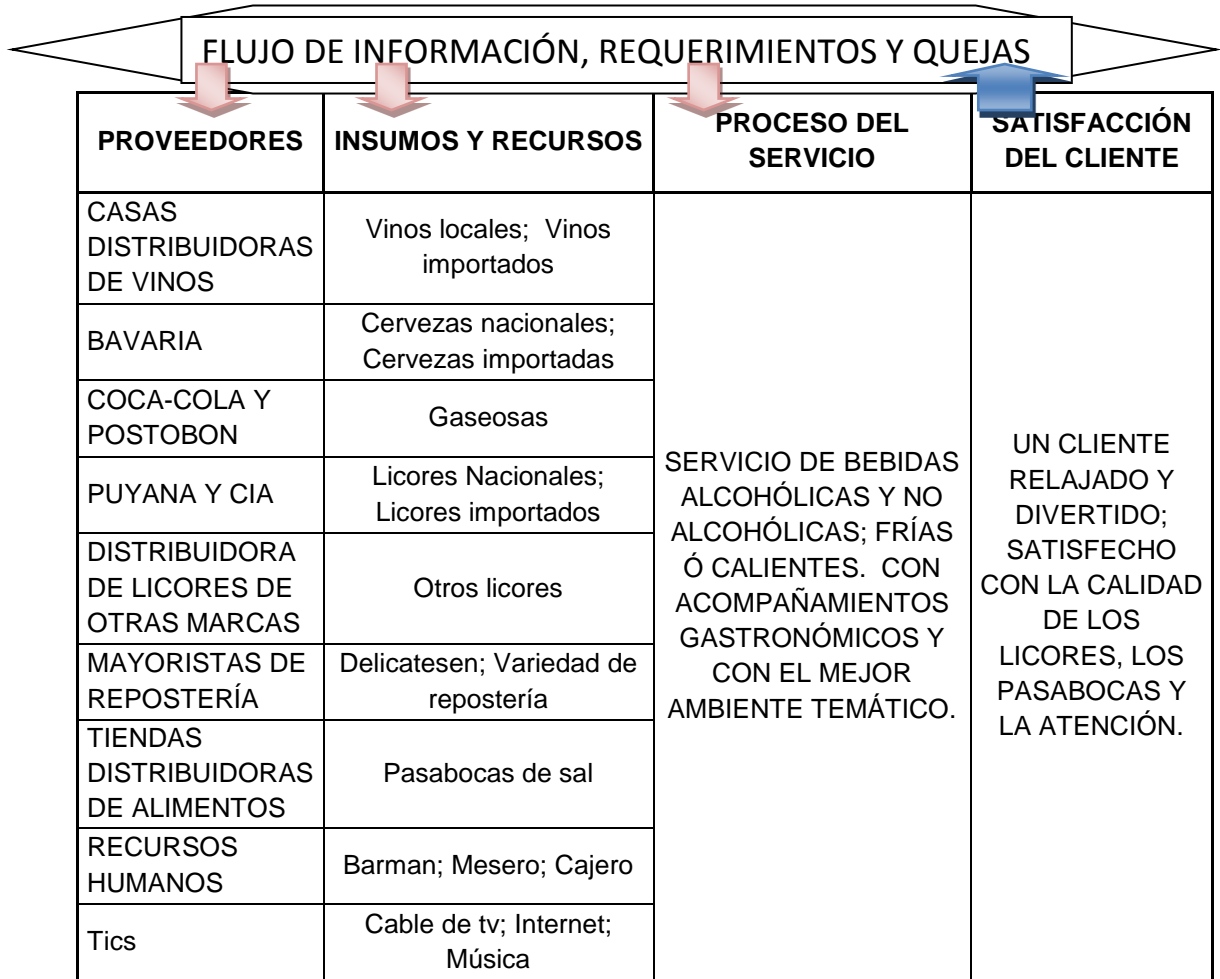 FLUJO DE INFORMACIÓN, REQUERIMIENTOS Y QUEJAS
PROVEEDORES
INSUMOS Y RECURSOS
PROCESO DEL
SERVICIO
SATISFACCIÓN
DEL CLIENTE
CASAS
DISTRIBUIDORAS
DE VINOS
Vinos locales; Vinos
importados
BAVARIA
Cervezas nacionales;
Cervezas importadas
COCA-COLA Y
POSTOBON
Gaseosas
PUYANA Y CIA
Licores Nacionales;
Licores importados
DISTRIBUIDORA
DE LICORES DE
OTRAS MARCAS
Otros licores
MAYORISTAS DE
REPOSTERÍA
Delicatesen; Variedad de
repostería
TIENDAS
DISTRIBUIDORAS
DE ALIMENTOS
Pasabocas de sal
RECURSOS
HUMANOS
Barman; Mesero; Cajero
Tics
Cable de tv; Internet;
Música
SERVICIO DE BEBIDAS
ALCOHÓLICAS Y NO
ALCOHÓLICAS; FRÍAS
Ó CALIENTES. CON
ACOMPAÑAMIENTOS
GASTRONÓMICOS Y
CON EL MEJOR
AMBIENTE TEMÁTICO.
UN CLIENTE
RELAJADO Y
DIVERTIDO;
SATISFECHO
CON LA CALIDAD
DE LOS
LICORES, LOS
PASABOCAS Y
LA ATENCIÓN.